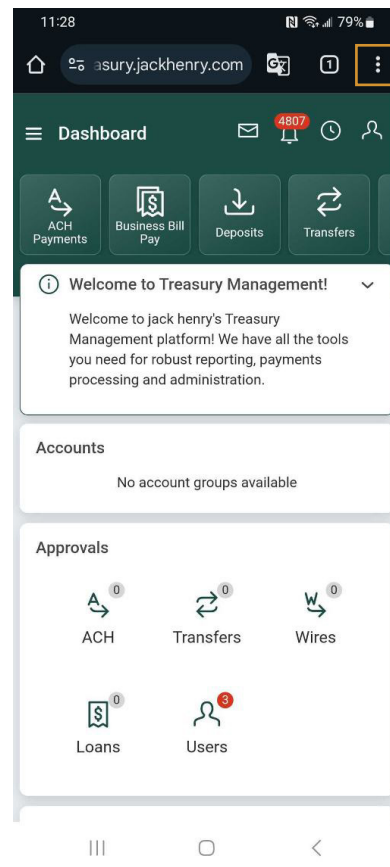 11:28
79%
asury.jackhenry.com
1
Dashboard
4807
ACH
Payments
Business Bill
Pay
Deposits
Transfers
Welcome to Treasury Management!
Welcome to jack henry's Treasury
Management platform! We have all the tools
you need for robust reporting, payments
processing and administration.
Accounts
No account groups available
Approvals
0
0
0
ACH
Transfers
Wires
0
3
Loans
Users